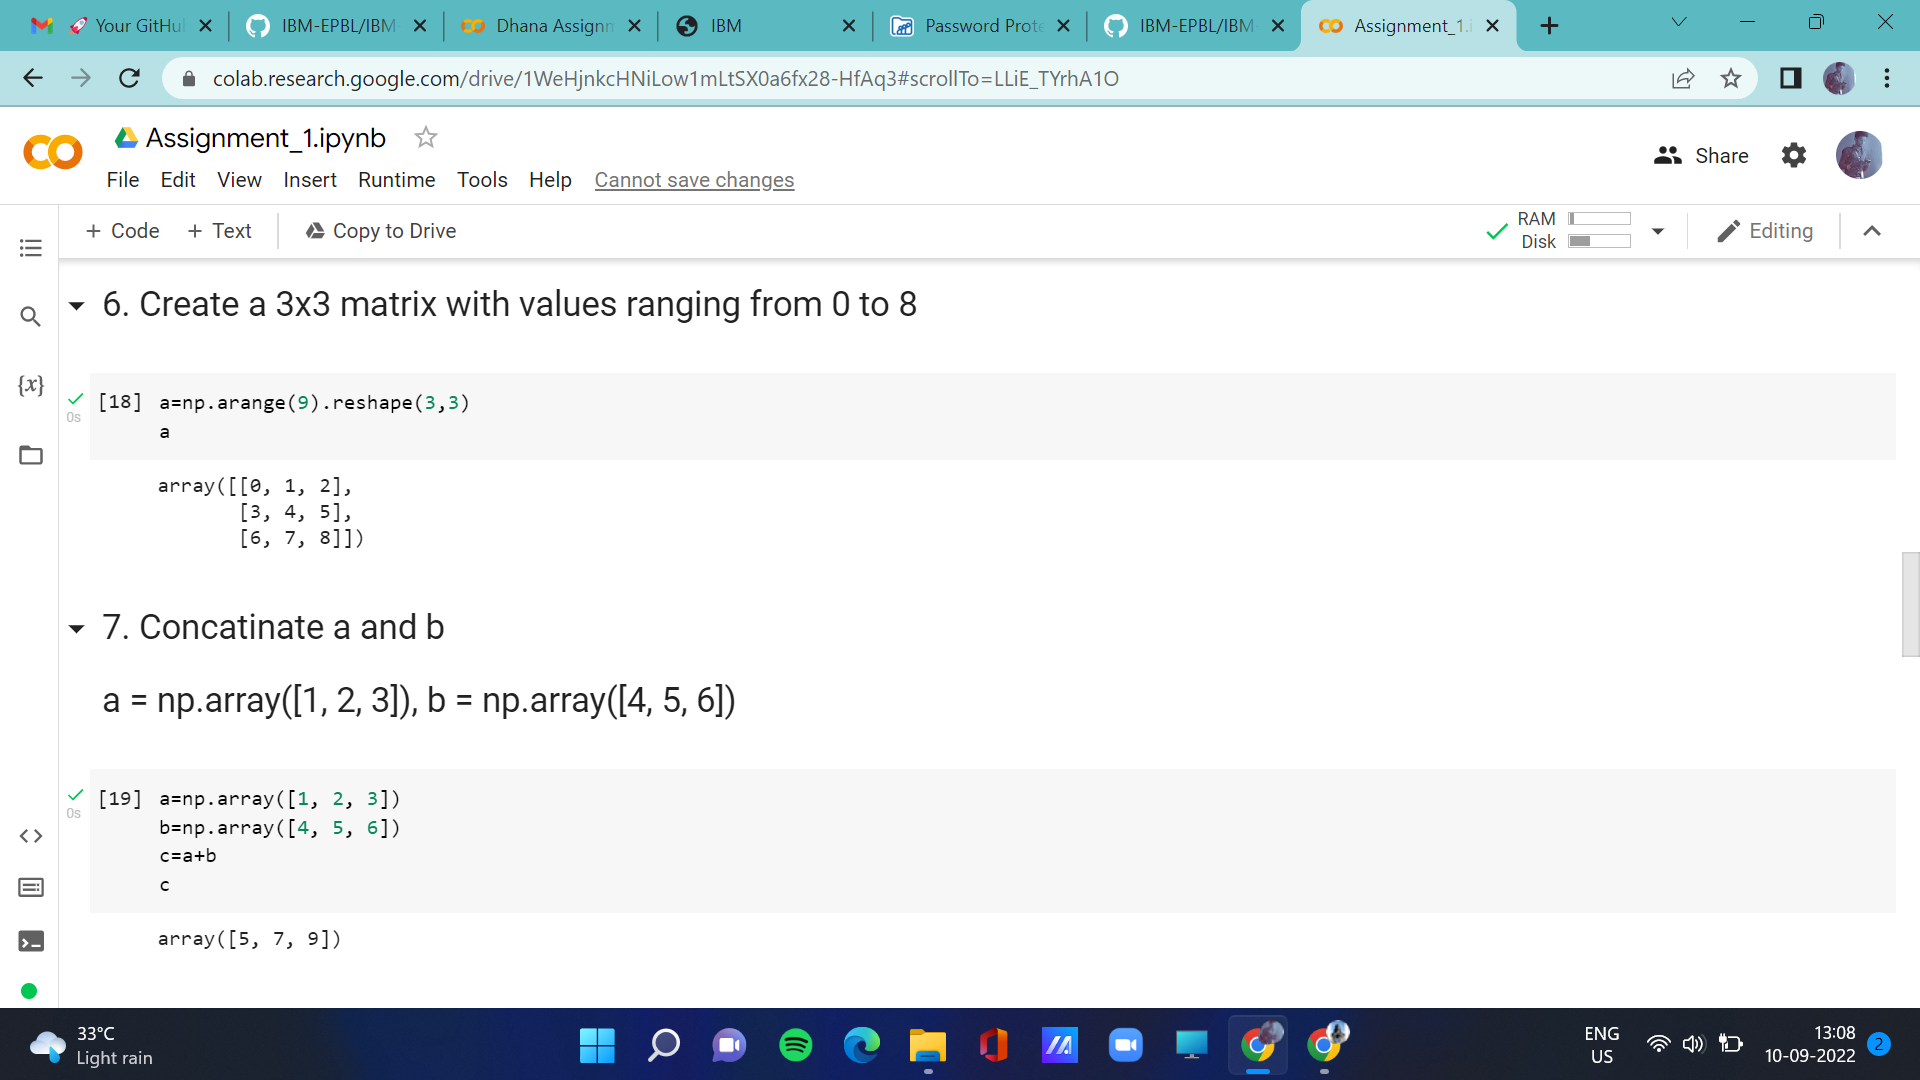 Your GitHu
IBM-EPBL/IBM-
Dhana Assignm
IBM
Password Prote
IBM-EPBL/IBM-
Assignment_1.i
colab.research.google.com/drive/1WeHjnkcHNiLow1mLtSX0a6fx28-HfAq3#scrollTo=LLiE_TYrhA1O
Assignment_1.ipynb
Share
File Edit View Insert Runtime Tools Help Cannot save changes
+ Code + Text Copy to Drive
RAM
Disk
Editing
6. Create a 3x3 matrix with values ranging from 0 to 8
{x}
[18] a=np.arange(9).reshape(3,3)
0s
a
array([[0, 1, 2],
[3, 4, 5],
[6, 7, 8]])
7. Concatinate a and b
a = np.array([1, 2, 3]), b = np.array([4, 5, 6])
[19] a=np.array([1, 2, 3])
0s
b=np.array([4, 5, 6])
c=a+b
c
array([5, 7, 9])
33°C
Light rain
ENG
US
13:08
10-09-2022
2